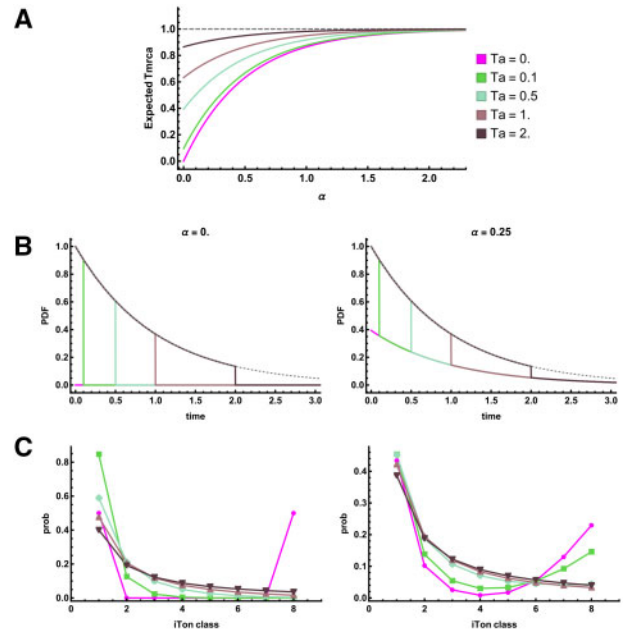 A
Expected Tmrca
1.0
0.8
0.6
0.4
0.2
0.0
0.0 0.5 1.0 1.5 2.0
α
Ta = 0.
Ta = 0.1
Ta = 0.5
Ta = 1.
Ta = 2.
B
α = 0.
PDF
1.0
0.8
0.6
0.4
0.2
0.0
0.0 0.5 1.0 1.5 2.0 2.5 3.0
time
α = 0.25
PDF
1.0
0.8
0.6
0.4
0.2
0.0
0.0 0.5 1.0 1.5 2.0 2.5 3.0
time
C
prob
0.8
0.6
0.4
0.2
0.0
0 2 4 6 8
iTon class
prob
0.4
0.3
0.2
0.1
0.0
0 2 4 6 8
iTon class